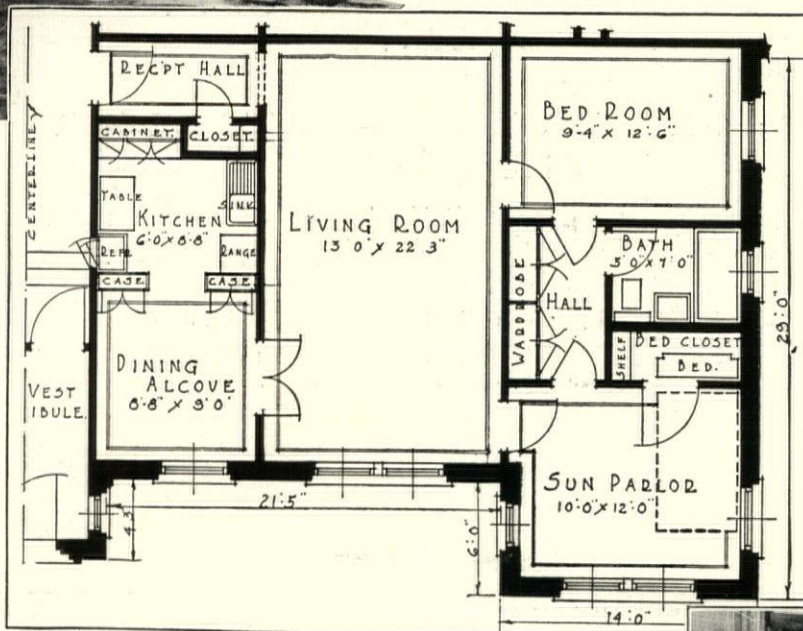 REC'PT HALL
CABINET.
CLOSET.
CENTERLINE
TABLE
SINK
KITCHEN
6'-0" X 8'-8"
REFR.
RANGE
CASE
CASE
DINING
ALCOVE
8'-8" X 9'-0"
VEST
IBULE.
LIVING ROOM
13'-0" X 22'-3"
BED ROOM
9'-4" X 12'-6"
WARDROBE
HALL
BATH
5'-0" X 7'-0"
SHELF
BED CLOSET
BED.
SUN PARLOR
10'-0" X 12'-0"
29'-0"
21'-5"
4'-3"
6'-0"
14'-0"